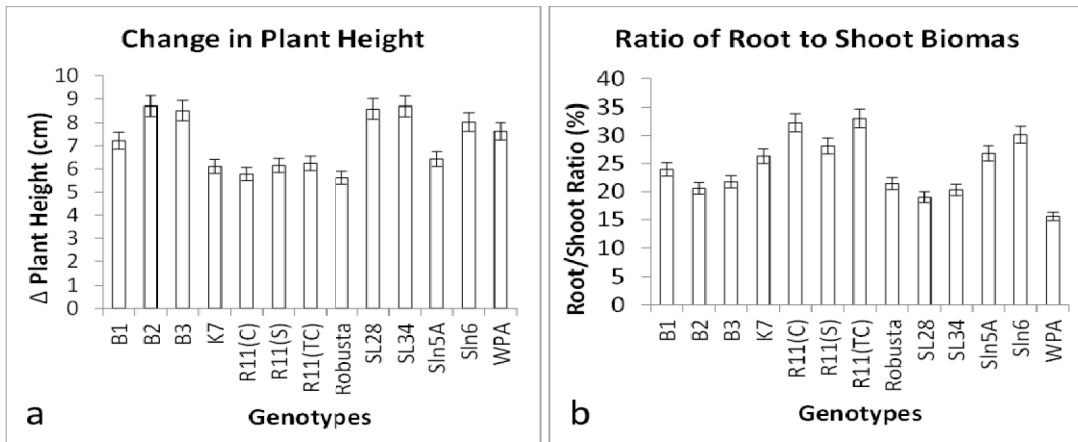 Change in Plant Height
Δ Plant Height (cm)
10
9
8
7
6
5
4
3
2
1
0
B1
B2
B3
K7
R11(C)
R11(S)
R11(TC)
Robusta
SL28
SL34
Sln5A
Sln6
WPA
Genotypes
a
Ratio of Root to Shoot Biomas
Root/Shoot Ratio (%)
40
35
30
25
20
15
10
5
0
B1
B2
B3
K7
R11(C)
R11(S)
R11(TC)
Robusta
SL28
SL34
Sln5A
Sln6
WPA
Genotypes
b